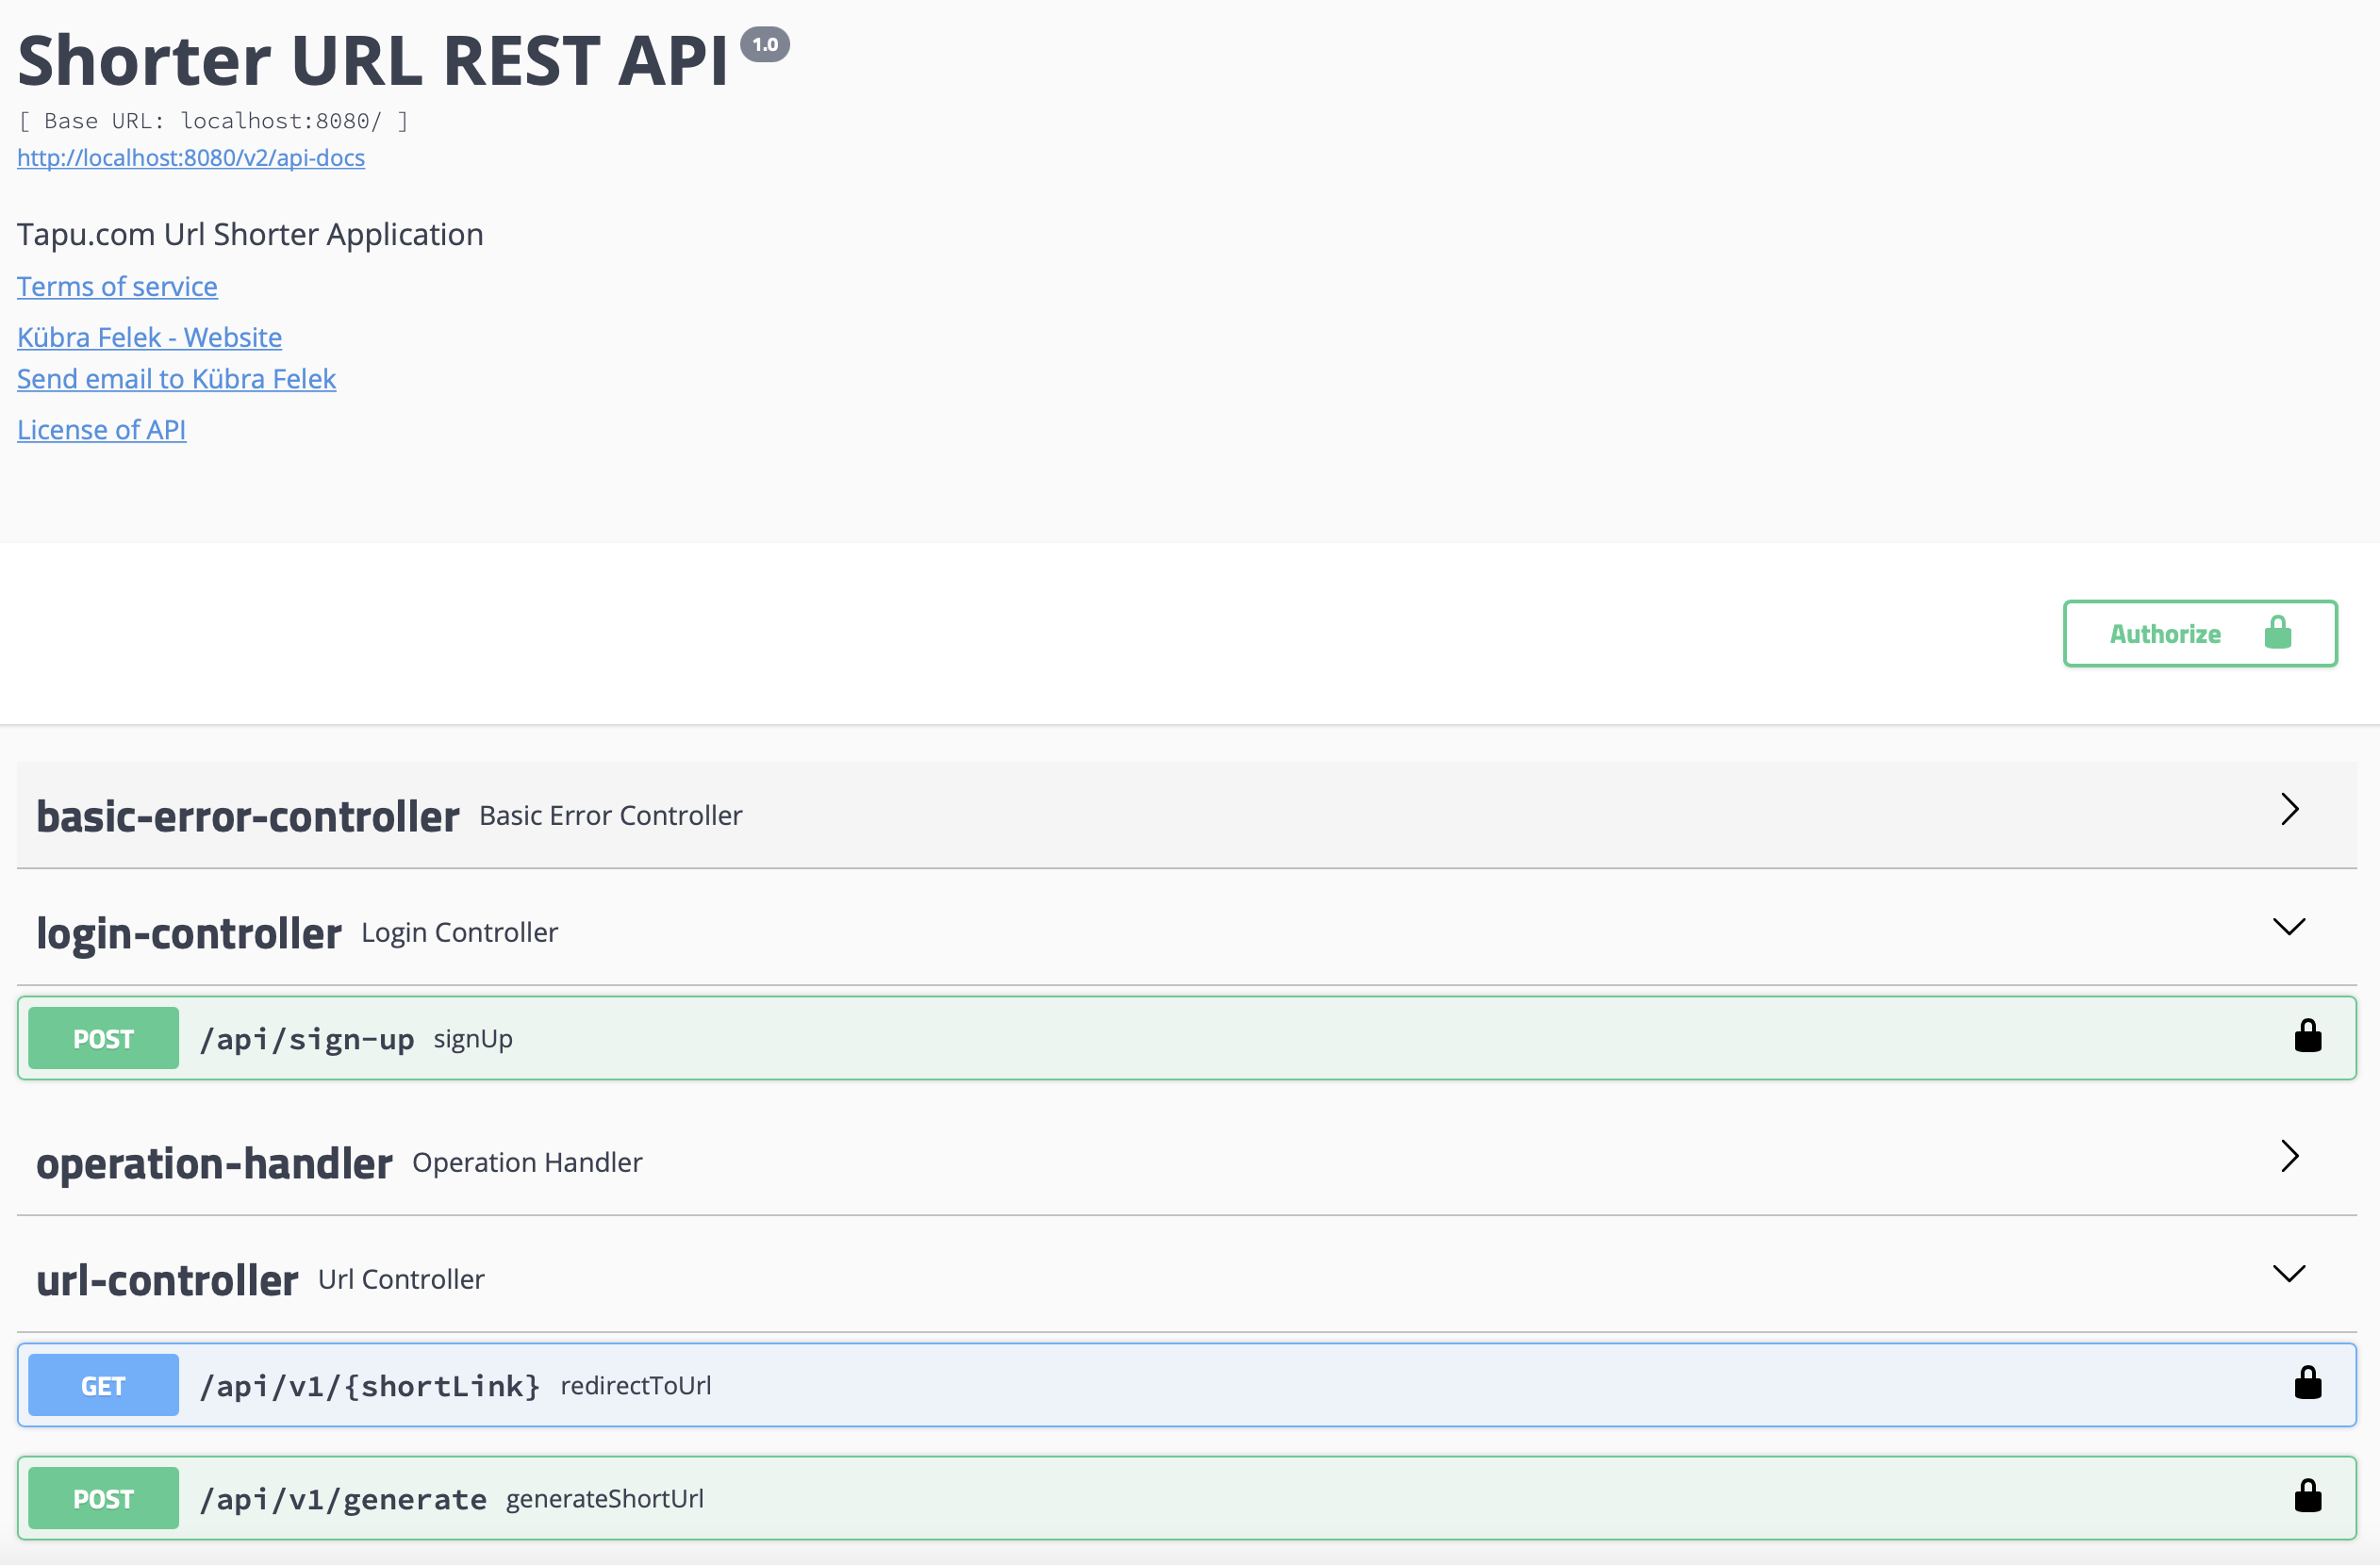 Shorter URL REST API 1.0
[ Base URL: localhost:8080/ ]
http://localhost:8080/v2/api-docs
Tapu.com Url Shorter Application
Terms of service
Kübra Felek - Website
Send email to Kübra Felek
License of API
Authorize
basic-error-controller Basic Error Controller
login-controller Login Controller
POST /api/sign-up signUp
operation-handler Operation Handler
url-controller Url Controller
GET /api/v1/{shortLink} redirectToUrl
POST /api/v1/generate generateShortUrl